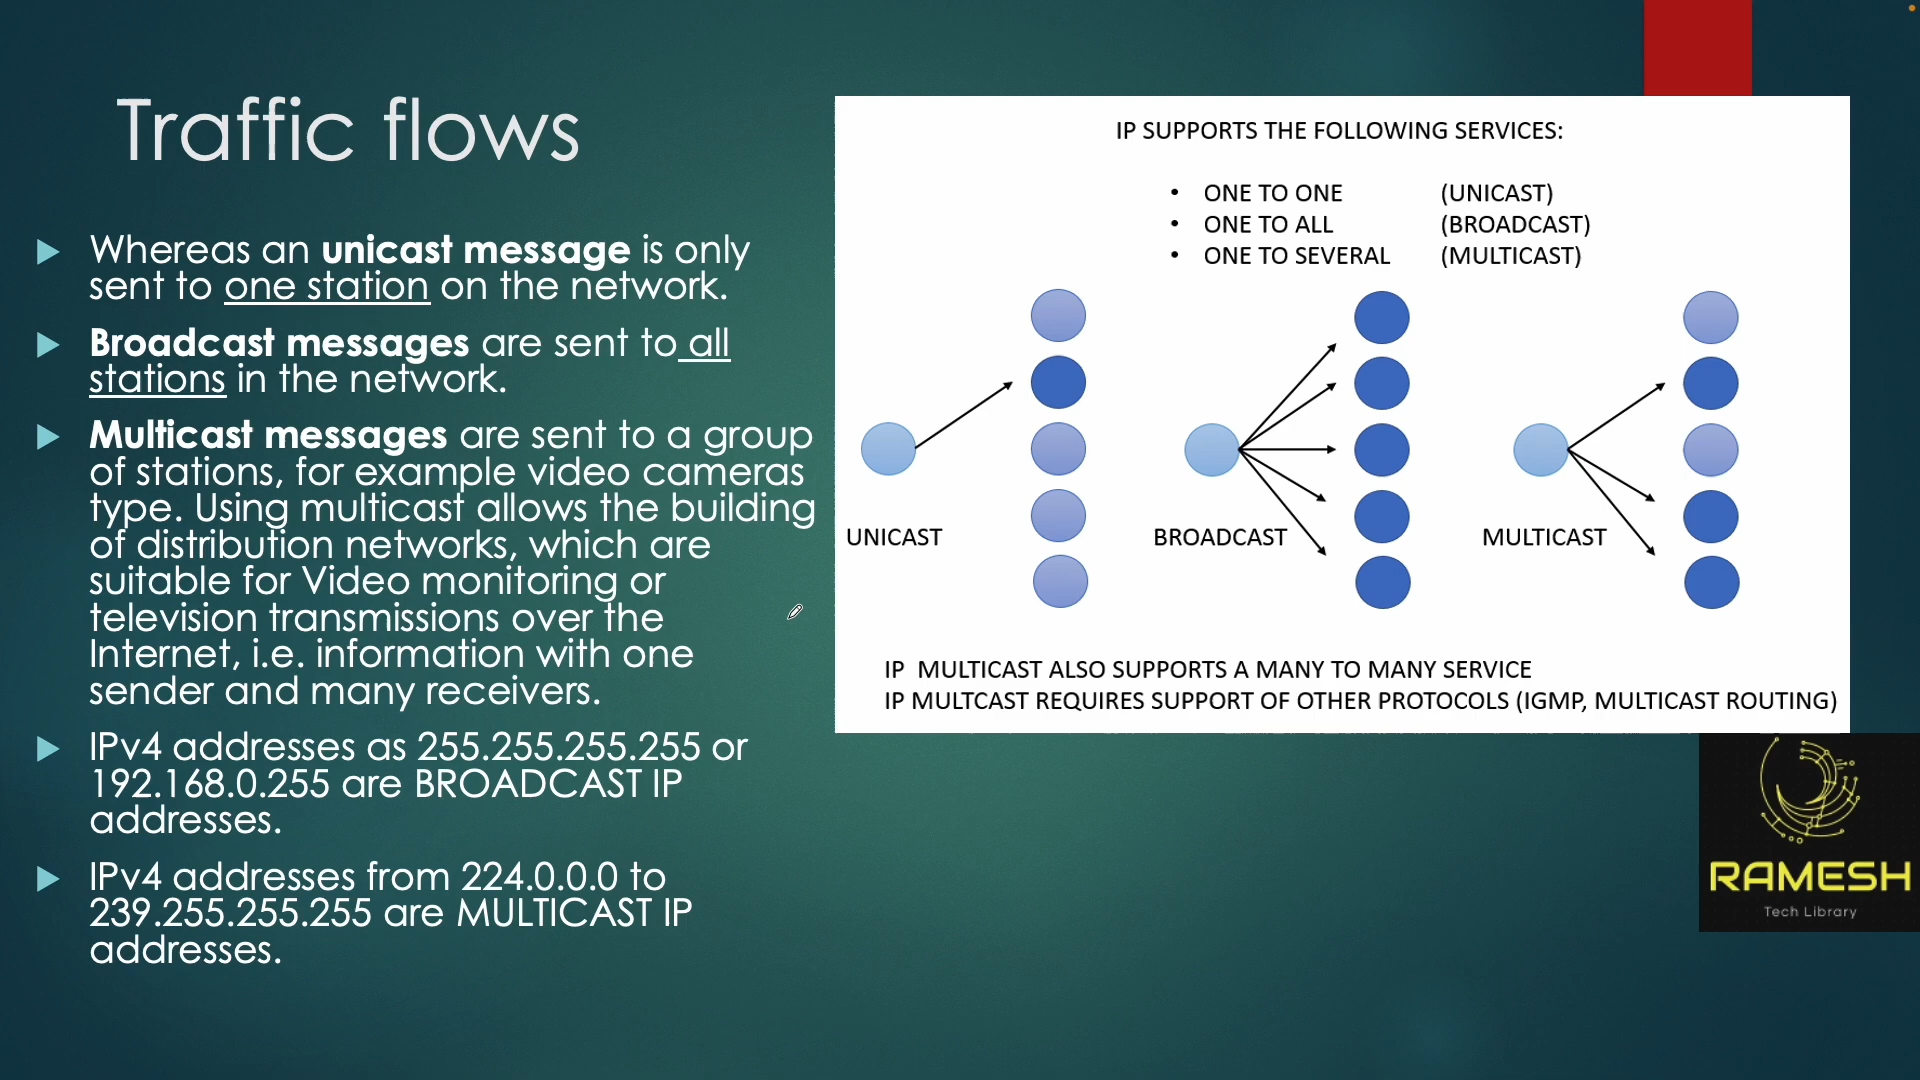 Traffic flows
Whereas an unicast message is only
sent to one station on the network.
Broadcast messages are sent to all
stations in the network.
Multicast messages are sent to a group
of stations, for example video cameras
type. Using multicast allows the building
of distribution networks, which are
suitable for Video monitoring or
television transmissions over the
Internet, i.e. information with one
sender and many receivers.
IPv4 addresses as 255.255.255.255 or
192.168.0.255 are BROADCAST IP
addresses.
IPv4 addresses from 224.0.0.0 to
239.255.255.255 are MULTICAST IP
addresses.
IP SUPPORTS THE FOLLOWING SERVICES:
• ONE TO ONE (UNICAST)
• ONE TO ALL (BROADCAST)
• ONE TO SEVERAL (MULTICAST)
UNICAST
BROADCAST
MULTICAST
IP MULTICAST ALSO SUPPORTS A MANY TO MANY SERVICE
IP MULTCAST REQUIRES SUPPORT OF OTHER PROTOCOLS (IGMP, MULTICAST ROUTING)
RAMESH
Tech Library